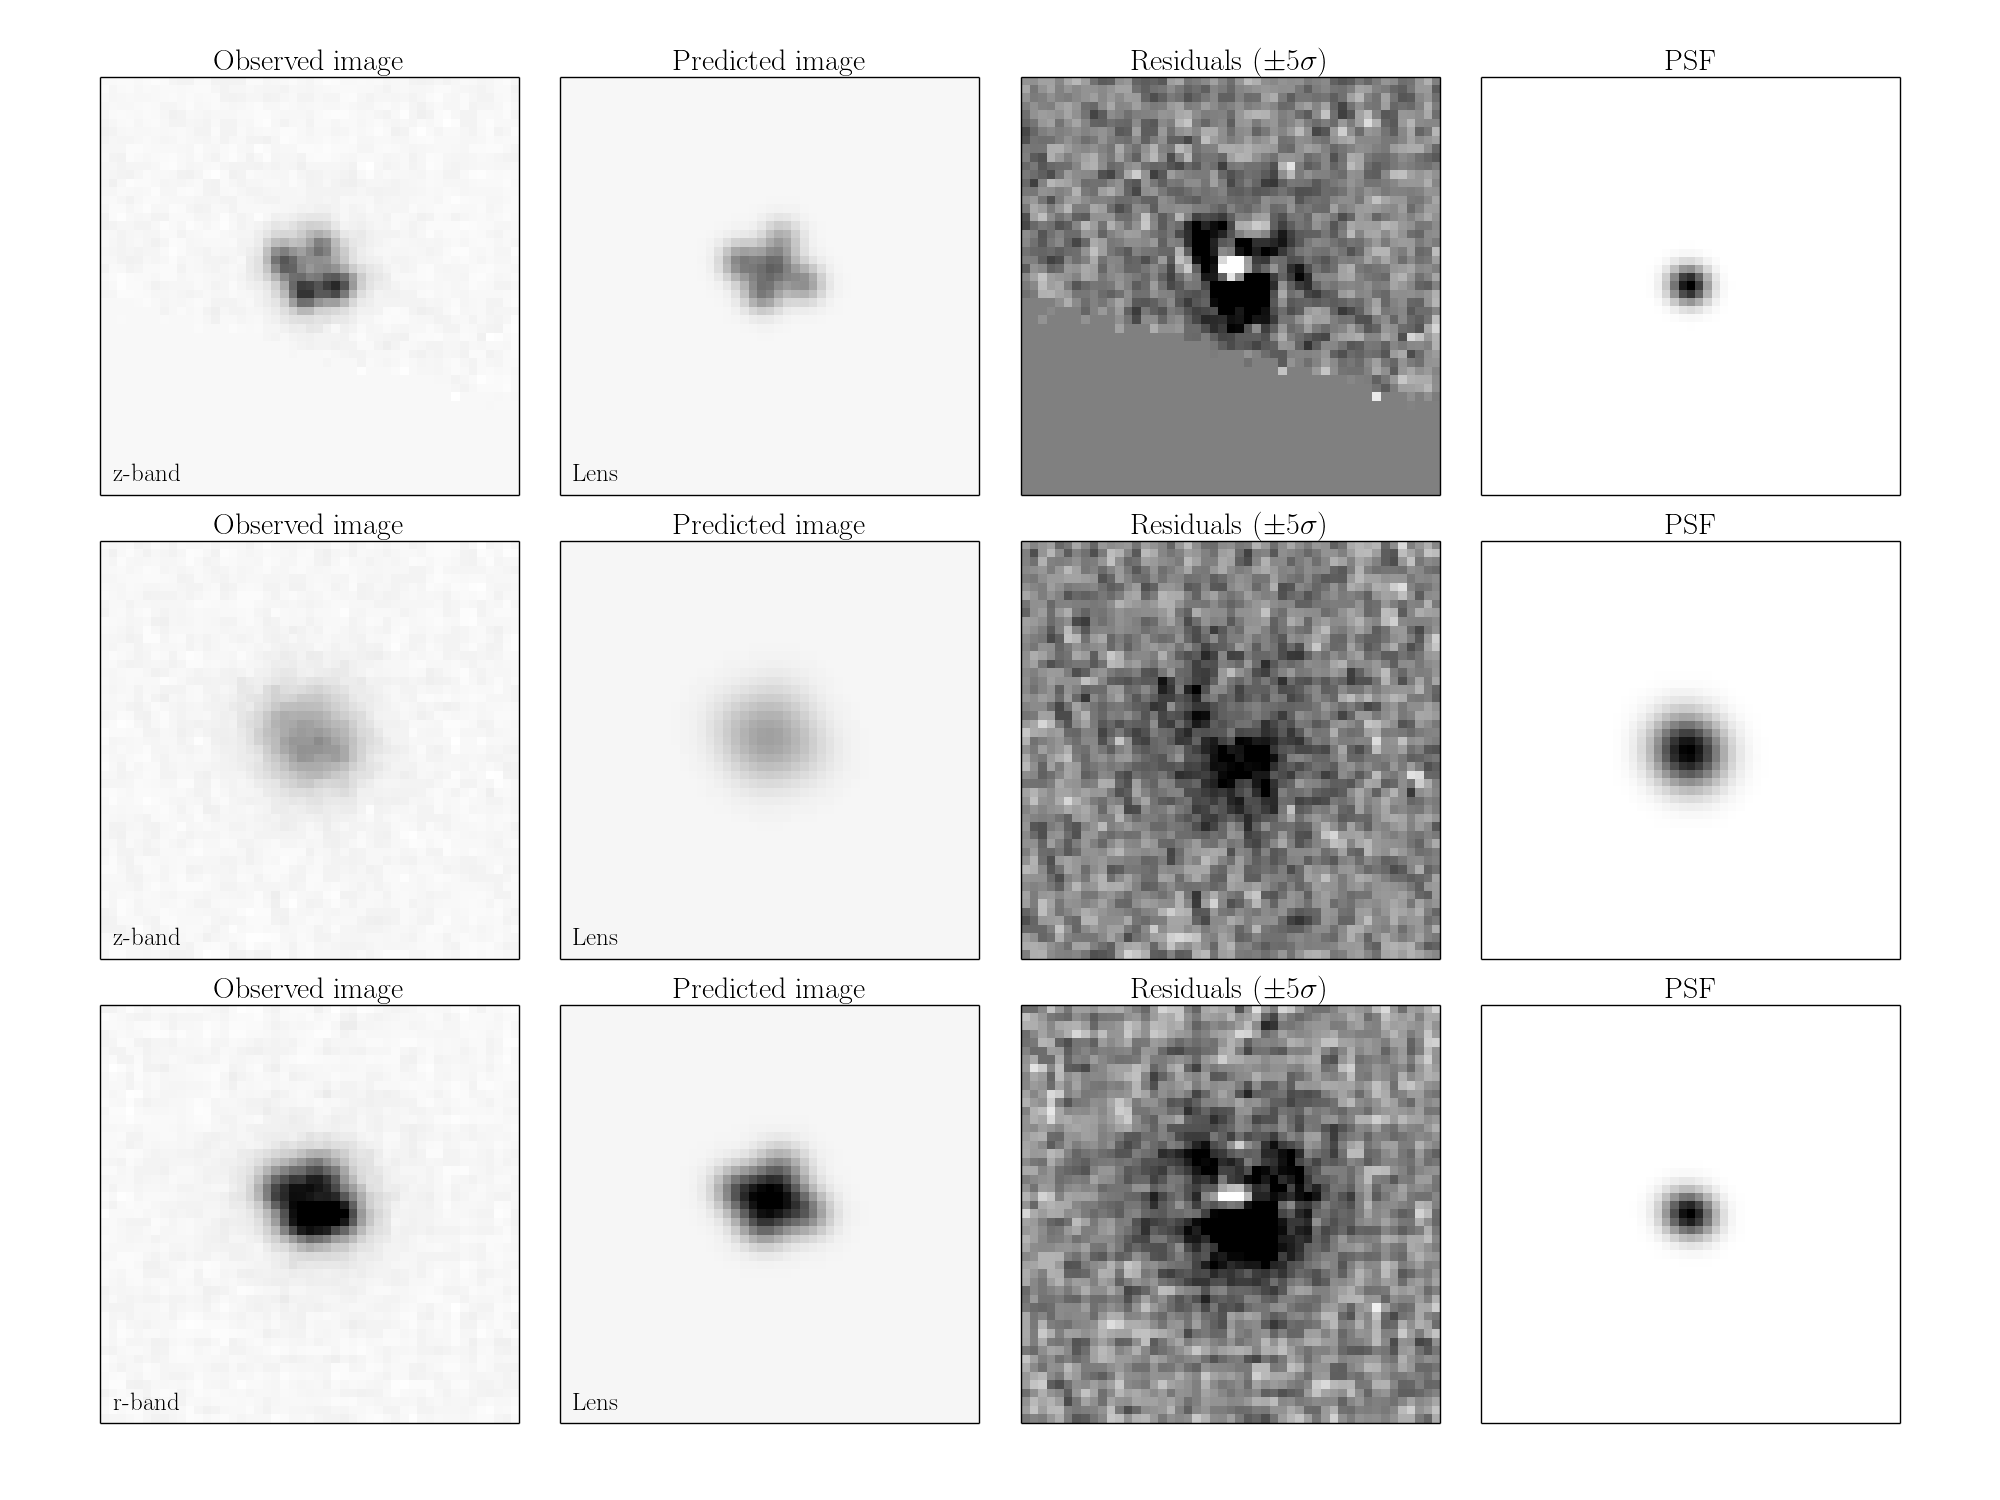 Observed image
Predicted image
Residuals (±5σ)
PSF
z-band
Lens
Observed image
Predicted image
Residuals (±5σ)
PSF
z-band
Lens
Observed image
Predicted image
Residuals (±5σ)
PSF
r-band
Lens